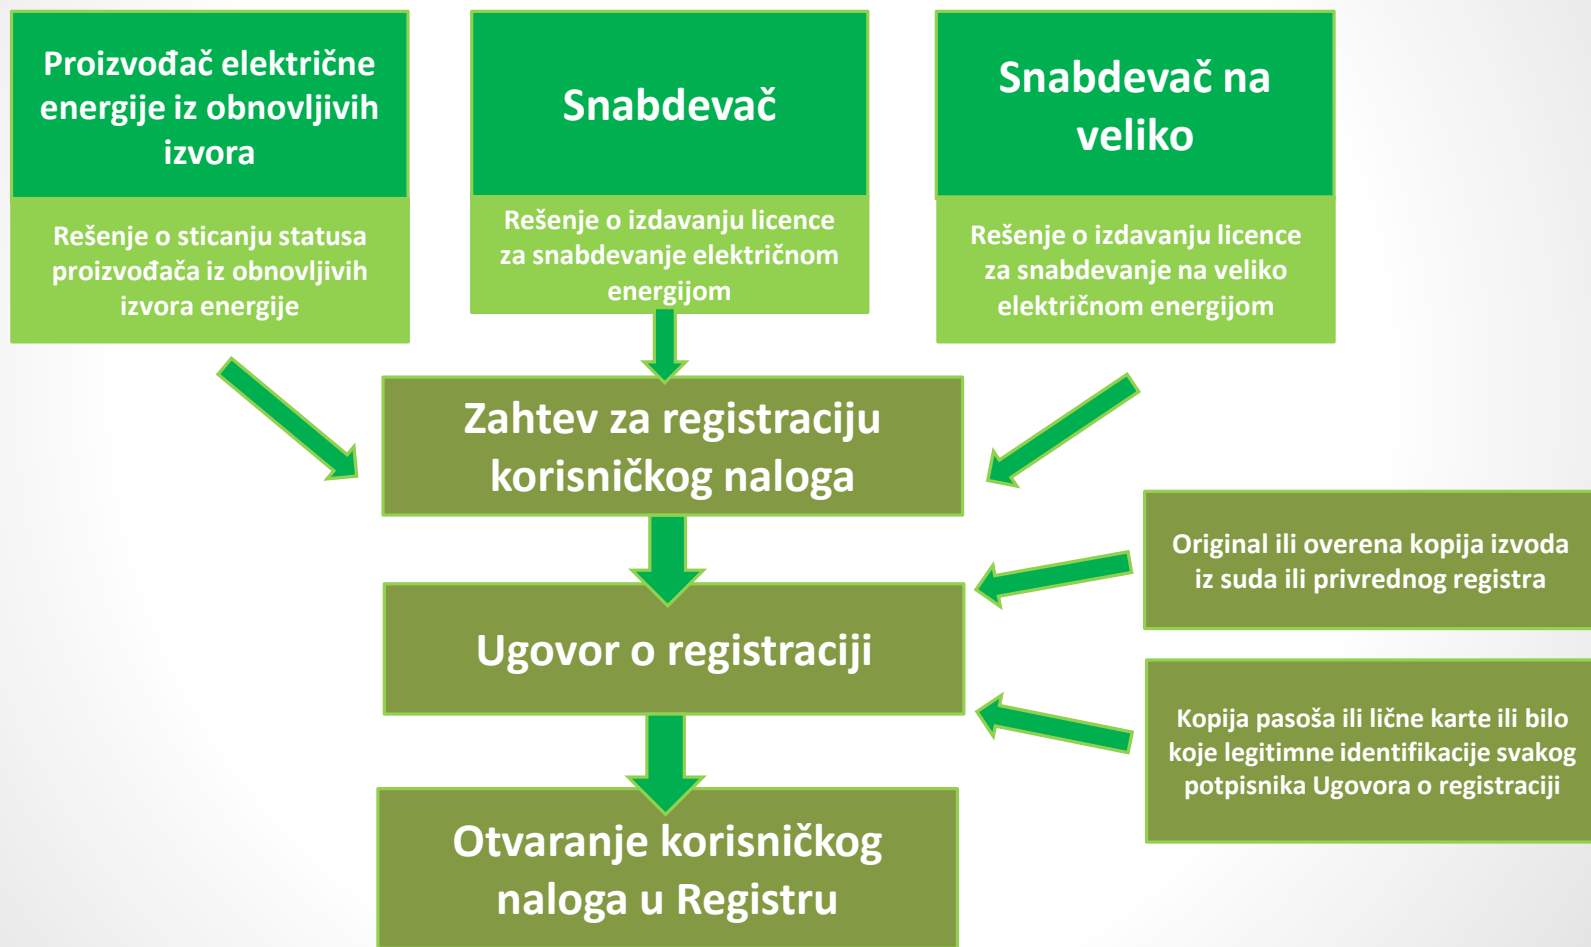 Proizvođač električne
energije iz obnovljivih
izvora
Rešenje o sticanju statusa
proizvođača iz obnovljivih
izvora energije
Snabdevač
Rešenje o izdavanju licence
za snabdevanje električnom
energijom
Snabdevač na
veliko
Rešenje o izdavanju licence
za snabdevanje na veliko
električnom energijom
Zahtev za registraciju
korisničkog naloga
Original ili overena kopija izvoda
iz suda ili privrednog registra
Ugovor o registraciji
Kopija pasoša ili lične karte ili bilo
koje legitimne identifikacije svakog
potpisnika Ugovora o registraciji
Otvaranje korisničkog
naloga u Registru